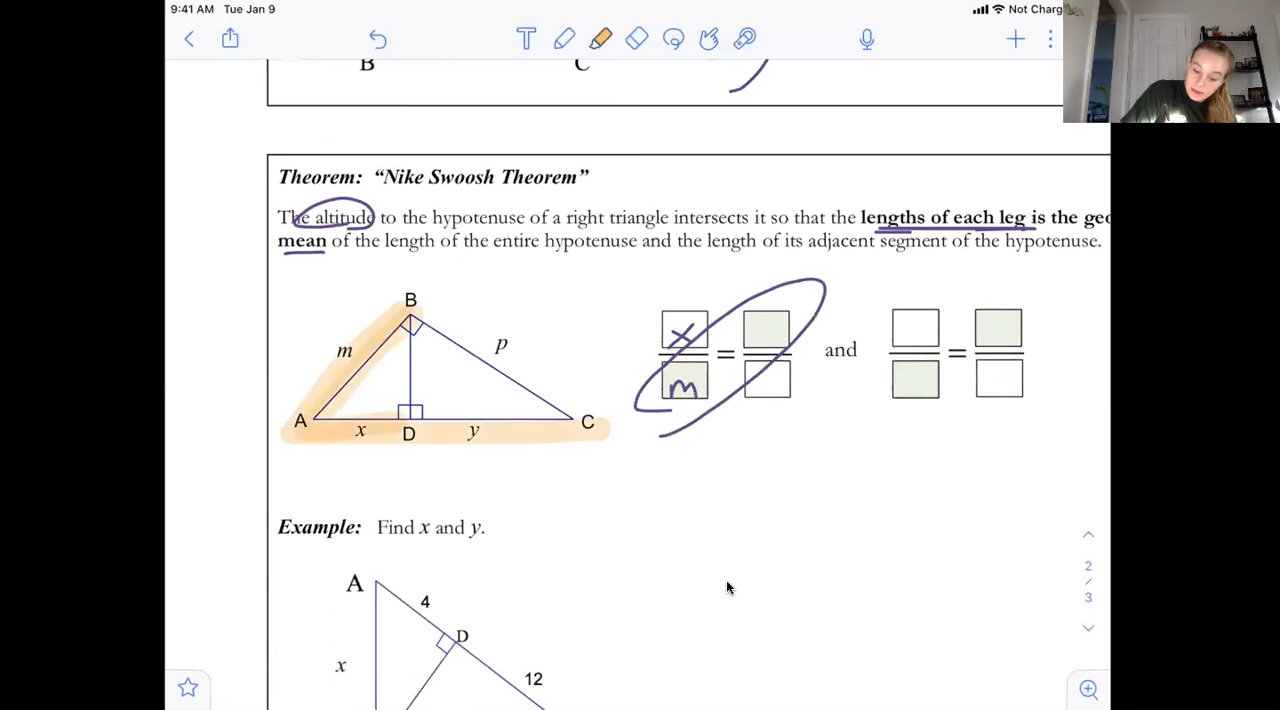 9:41 AM Tue Jan 9
Not Charg
B C
Theorem: "Nike Swoosh Theorem"
The altitude to the hypotenuse of a right triangle intersects it so that the lengths of each leg is the geo
mean of the length of the entire hypotenuse and the length of its adjacent segment of the hypotenuse.
B
m p
A x D y C
x
m
= and =
Example: Find x and y.
A
4
D
x
12
2
/
3